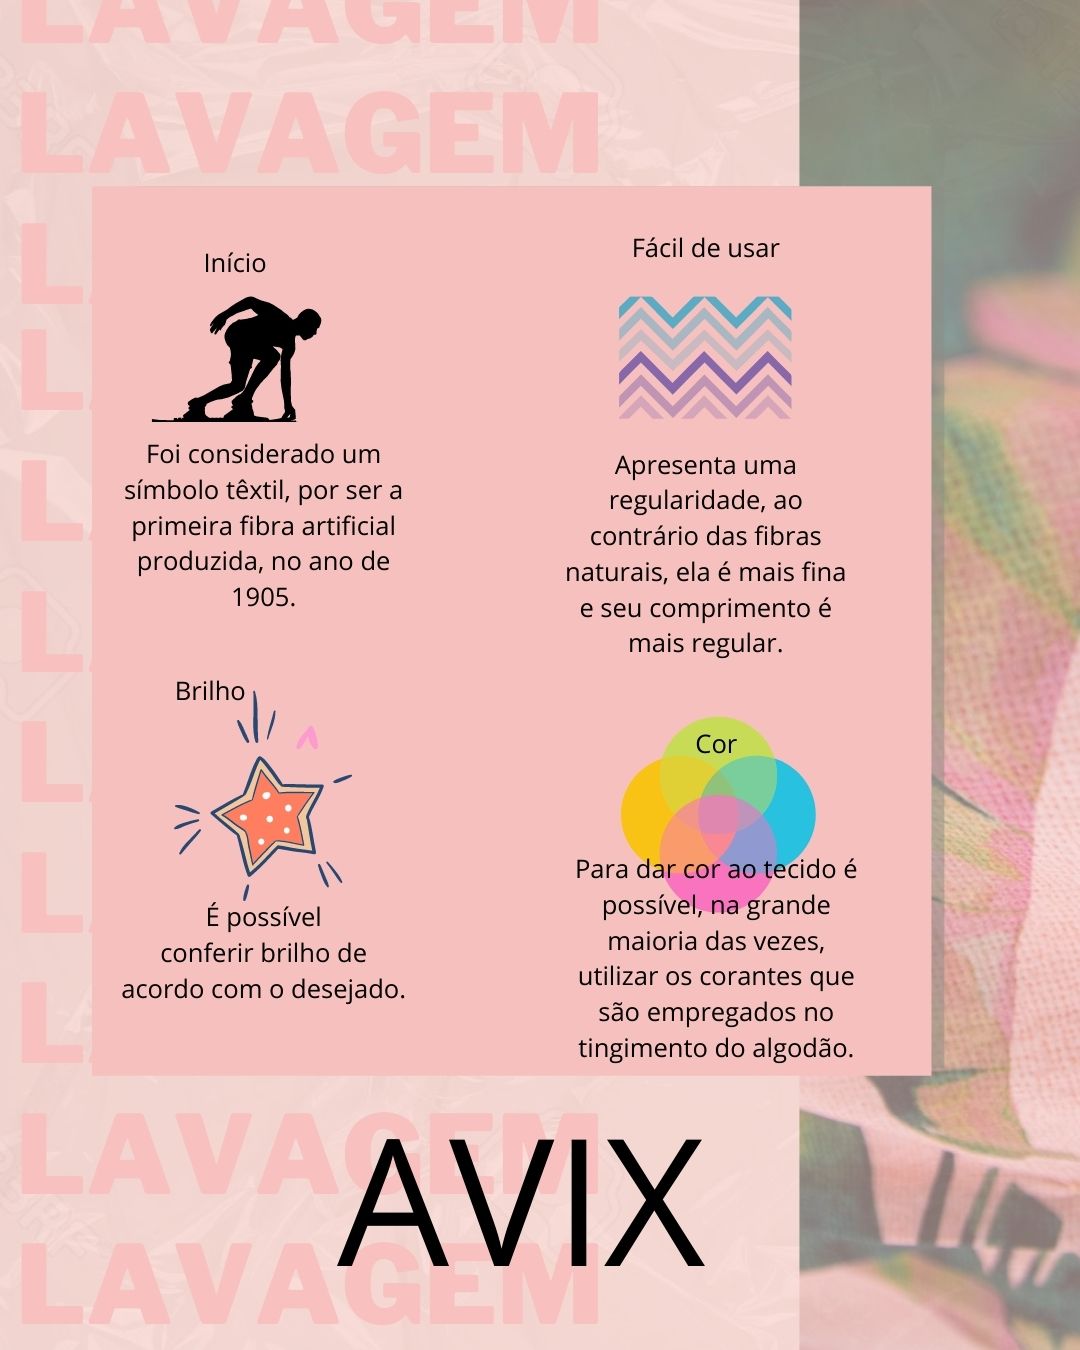 LAVAGEM
LAVAGEM
Início
Foi considerado um
símbolo têxtil, por ser a
primeira fibra artificial
produzida, no ano de
1905.
Fácil de usar
Apresenta uma
regularidade, ao
contrário das fibras
naturais, ela é mais fina
e seu comprimento é
mais regular.
Brilho
É possível
conferir brilho de
acordo com o desejado.
Cor
Para dar cor ao tecido é
possível, na grande
maioria das vezes,
utilizar os corantes que
são empregados no
tingimento do algodão.
LAVAGEM
AVIX
LAVAGEM